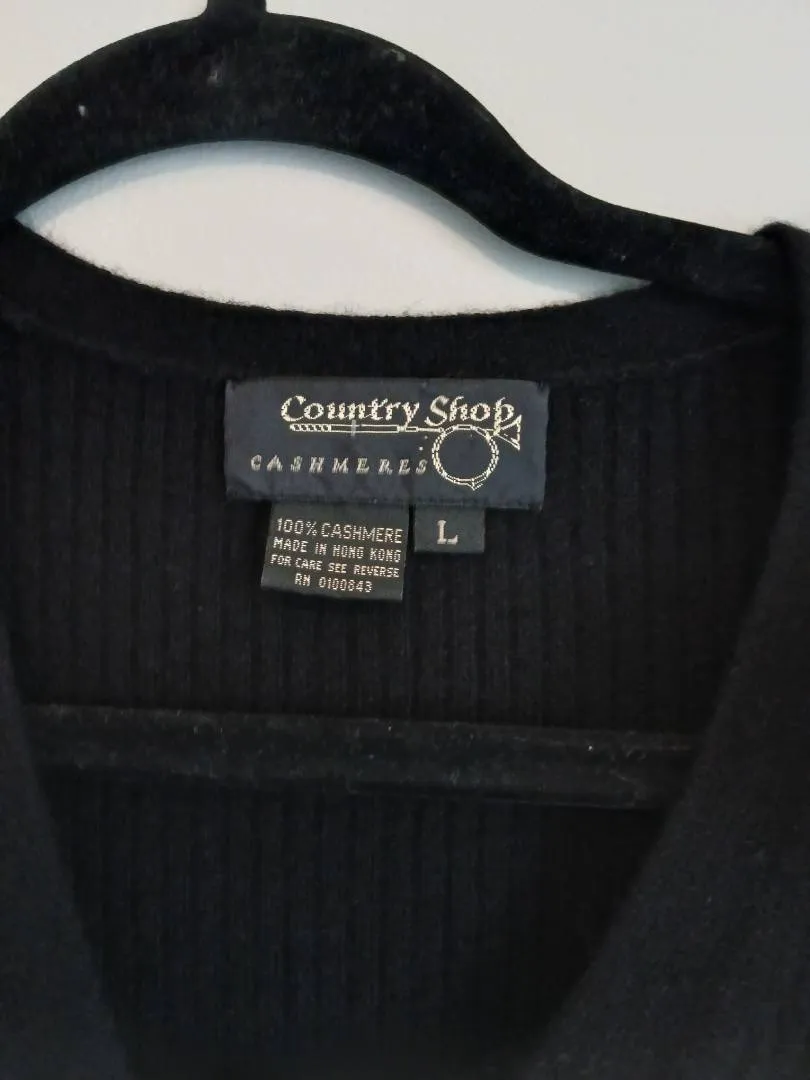 Country Shop
CASHMERES
100% CASHMERE
MADE IN HONG KONG
FOR CARE SEE REVERSE
RN 0100843
L